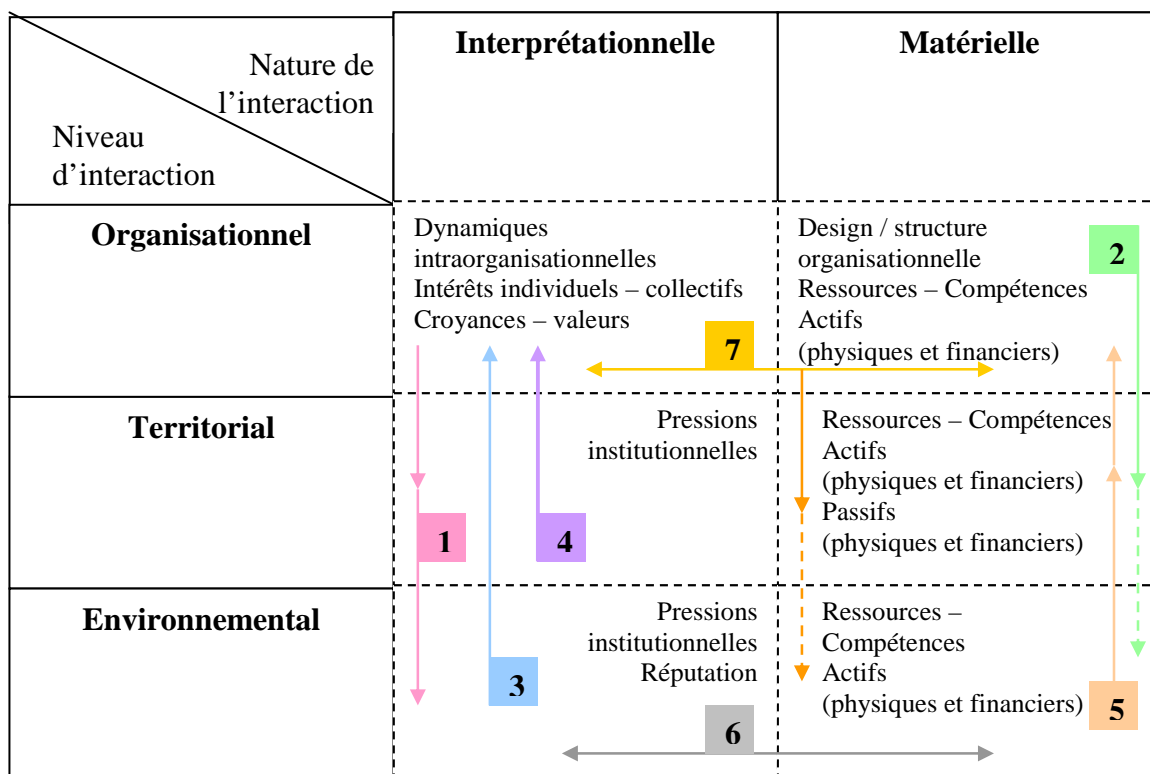 Nature de
l’interaction
Niveau
d’interaction
Interprétationnelle
Matérielle
Organisationnel
Dynamiques
intraorganisationnelles
Intérêts individuels – collectifs
Croyances – valeurs
Design / structure
organisationnelle
Ressources – Compétences
Actifs
(physiques et financiers)
2
7
Territorial
Pressions
institutionnelles
Ressources – Compétences
Actifs
(physiques et financiers)
Passifs
(physiques et financiers)
1
4
Environnemental
Pressions
institutionnelles
Réputation
Ressources –
Compétences
Actifs
(physiques et financiers)
3
5
6